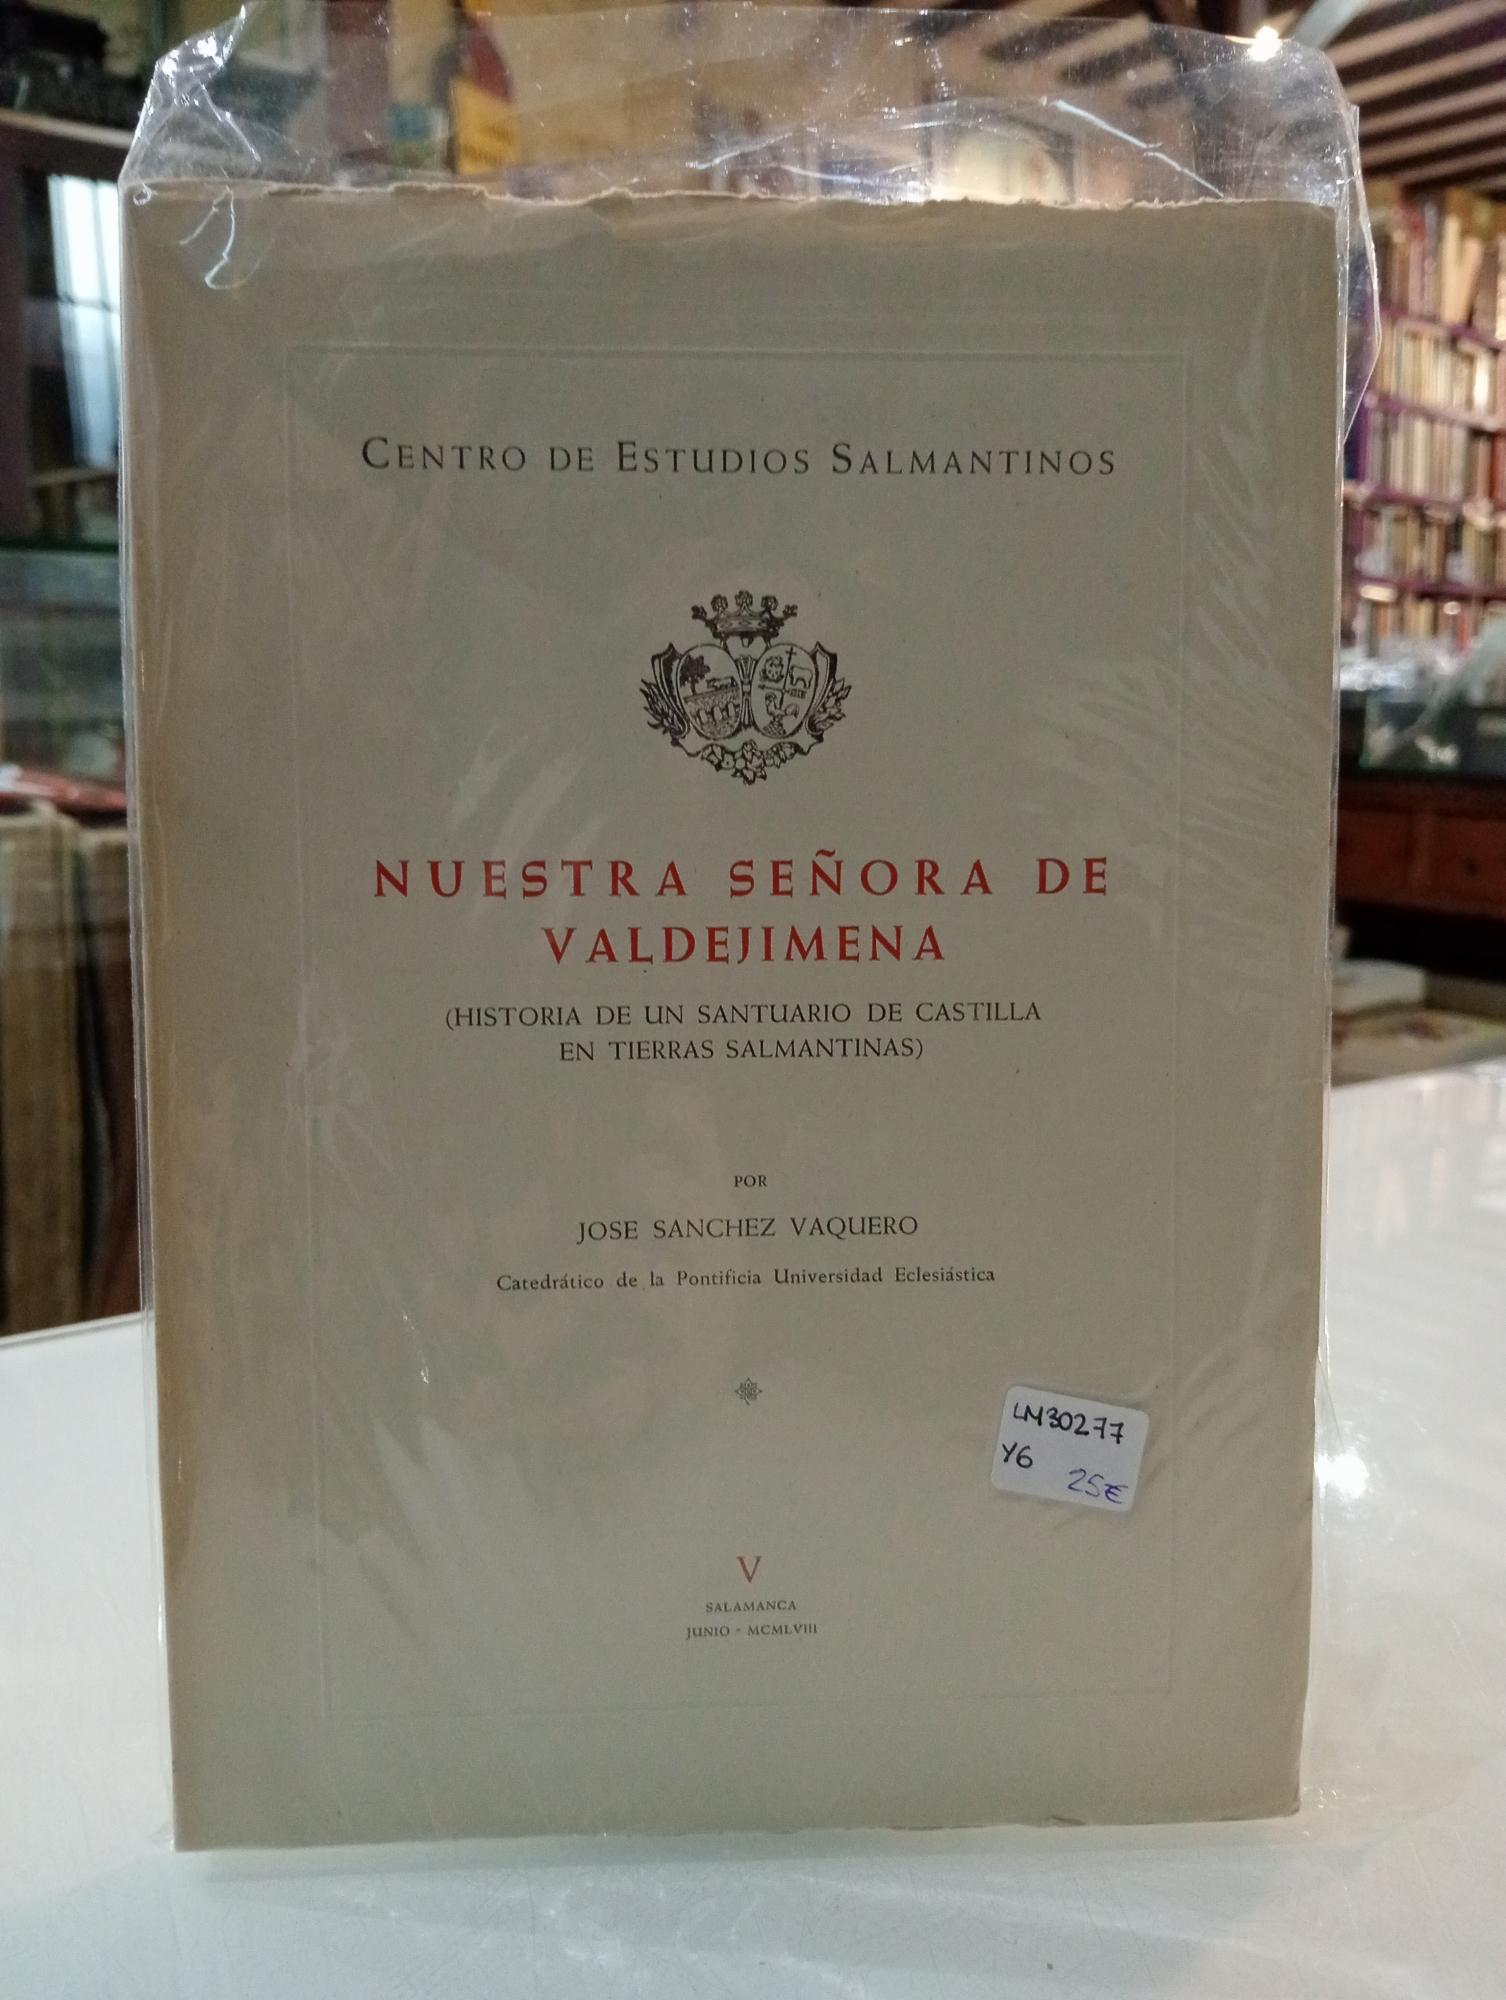 CENTRO DE ESTUDIOS SALMANTINOS
NUESTRA SEÑORA DE
VALDEJIMENA
(HISTORIA DE UN SANTUARIO DE CASTILLA
EN TIERRAS SALMANTINAS)
POR
JOSE SANCHEZ VAQUERO
Catedrático de la Pontificia Universidad Eclesiástica
LM30277
Y6
25€
V
SALAMANCA
JUNIO - MCMLVIII